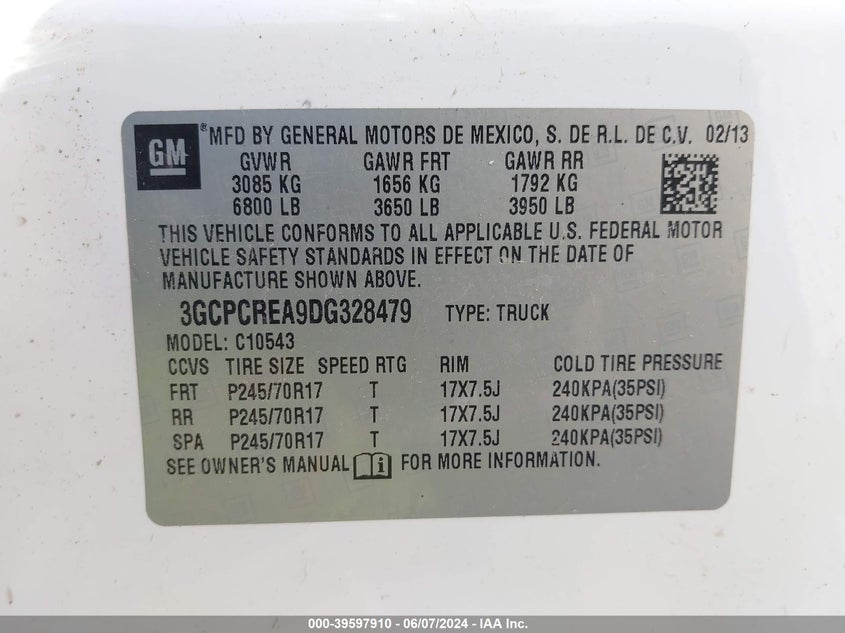 GM ® MFD BY GENERAL MOTORS DE MEXICO, S. DE R.L. DE C.V. 02/13
GVWR GAWR FRT GAWR RR
3085 KG 1656 KG 1792 KG
6800 LB 3650 LB 3950 LB
THIS VEHICLE CONFORMS TO ALL APPLICABLE U.S. FEDERAL MOTOR
VEHICLE SAFETY STANDARDS IN EFFECT ON THE DATE OF
MANUFACTURE SHOWN ABOVE.
3GCPCREA9DG328479 TYPE: TRUCK
MODEL: C10543
CCVS TIRE SIZE SPEED RTG RIM COLD TIRE PRESSURE
FRT P245/70R17 T 17X7.5J 240KPA(35PSI)
RR P245/70R17 T 17X7.5J 240KPA(35PSI)
SPA P245/70R17 T 17X7.5J 240KPA(35PSI)
SEE OWNER'S MANUAL i FOR MORE INFORMATION.
000-39597910 - 06/07/2024 - IAA Inc.